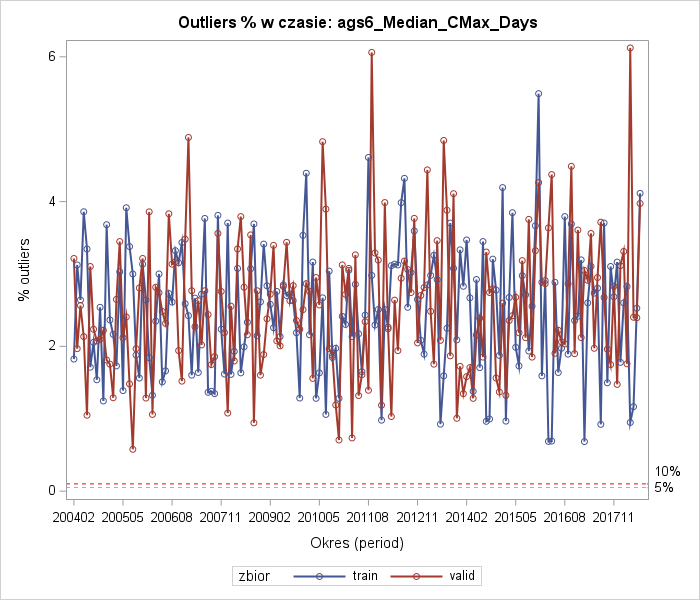 Outliers % w czasie: ags6_Median_CMax_Days
% outliers
6
4
2
0
10%
5%
200402 200505 200608 200711 200902 201005 201108 201211 201402 201505 201608 201711
Okres (period)
zbior train valid